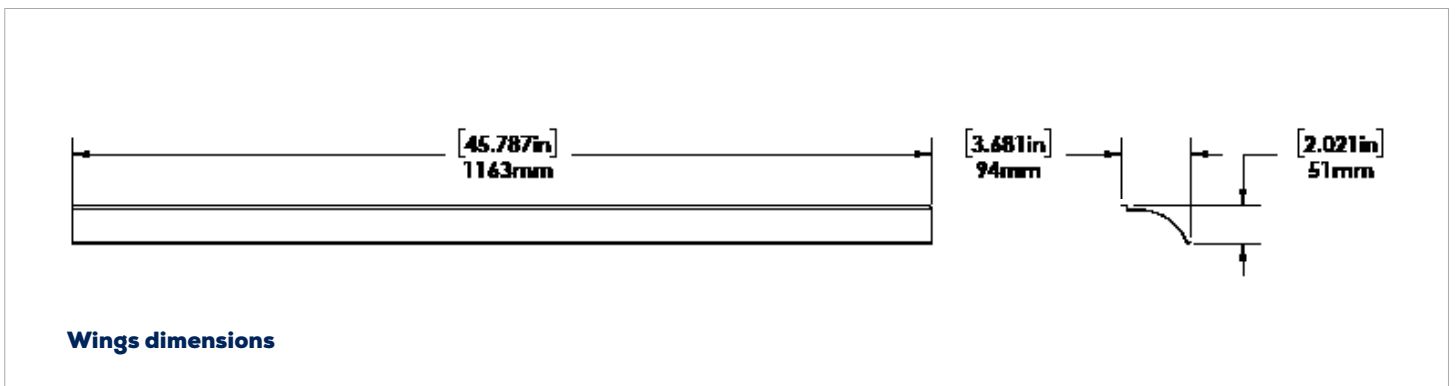 [45.787in]
1163mm
[3.681in]
94mm
[2.021in]
51mm
Wings dimensions